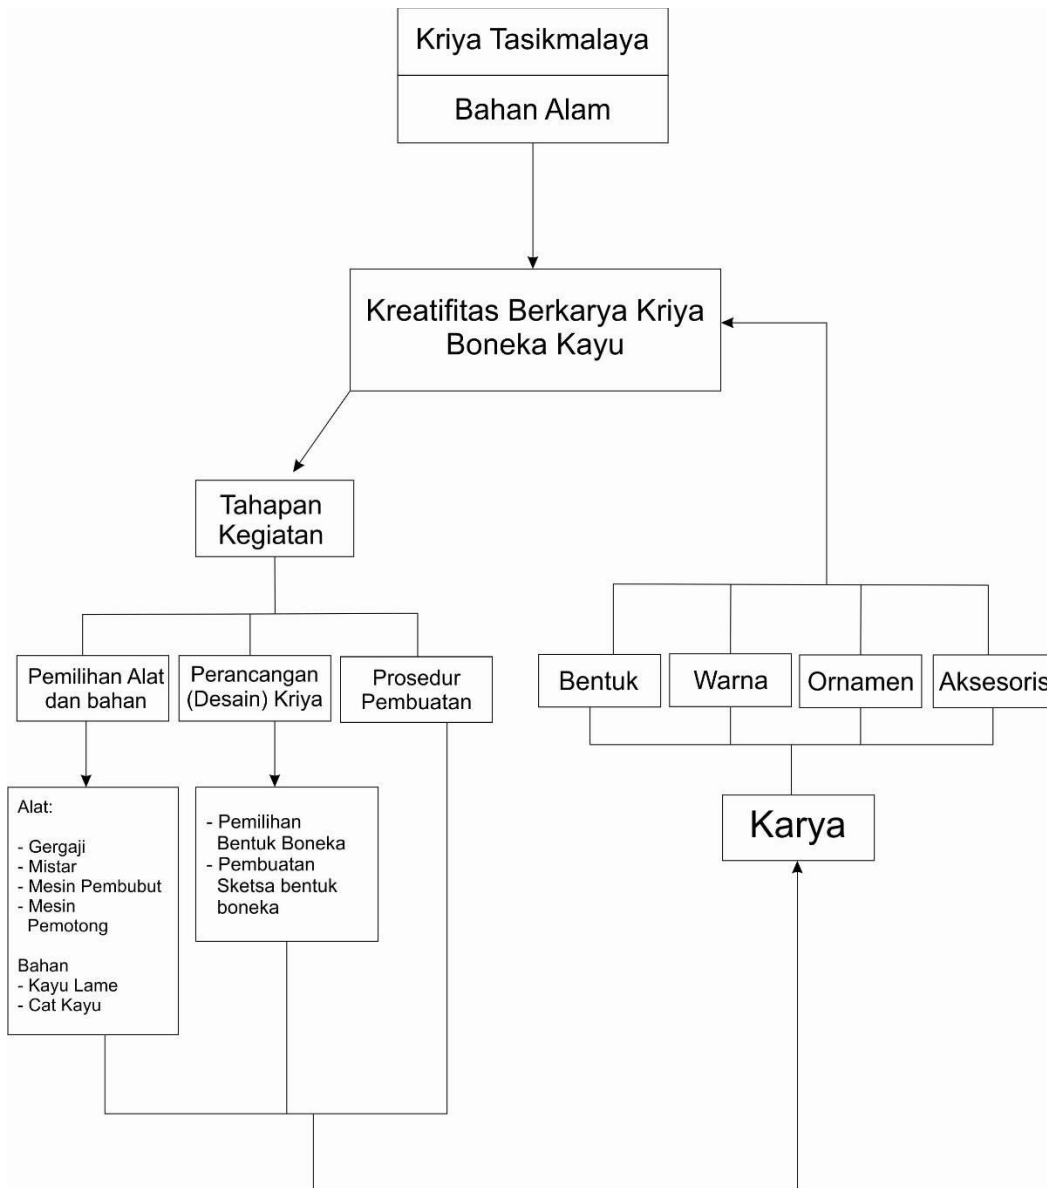 Kriya Tasikmalaya
Bahan Alam
Kreatifitas Berkarya Kriya
Boneka Kayu
Tahapan
Kegiatan
Pemilihan Alat
dan bahan
Perancangan
(Desain) Kriya
Prosedur
Pembuatan
Bentuk
Warna
Ornamen
Aksesoris
Alat:
- Gergaji
- Mistar
- Mesin Pembubut
- Mesin
Pemotong
Bahan
- Kayu Lame
- Cat Kayu
- Pemilihan
Bentuk Boneka
- Pembuatan
Sketsa bentuk
boneka
Karya